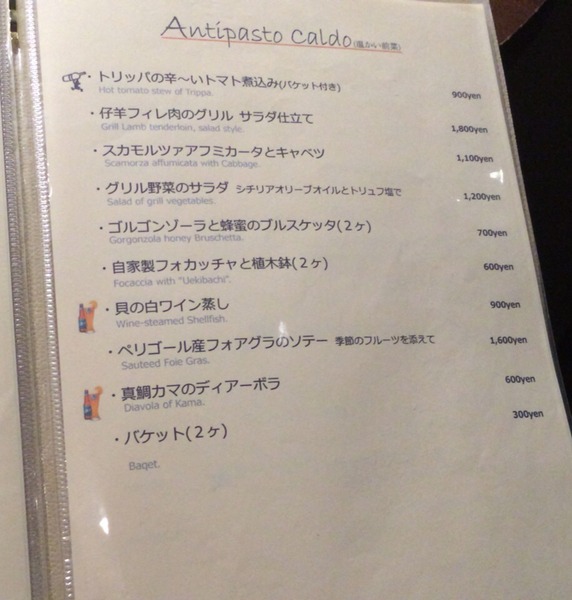 Antipasto Caldo(温かい前菜)
・トリッパの辛〜いトマト煮込み(バケット付き)
Hot tomato stew of Trippa.
900yen
・仔羊フィレ肉のグリル サラダ仕立て
Grill Lamb tenderloin, salad style.
1,800yen
・スカモルツァアフミカータとキャベツ
Scamorza affumicata with Cabbage.
1,100yen
・グリル野菜のサラダ シチリアオリーブオイルとトリュフ塩で
Salad of grill vegetables.
1,200yen
・ゴルゴンゾーラと蜂蜜のブルスケッタ(2ヶ)
Gorgonzola honey Bruschetta.
700yen
・自家製フォカッチャと植木鉢(2ヶ)
Focaccia with "Uekibachi".
600yen
・貝の白ワイン蒸し
Wine-steamed Shellfish.
900yen
・ペリゴール産フォアグラのソテー 季節のフルーツを添えて
Sauteed Foie Gras.
1,600yen
・真鯛カマのディアーボラ
Diavola of Kama.
600yen
・バケット(2ヶ)
Baqet.
300yen